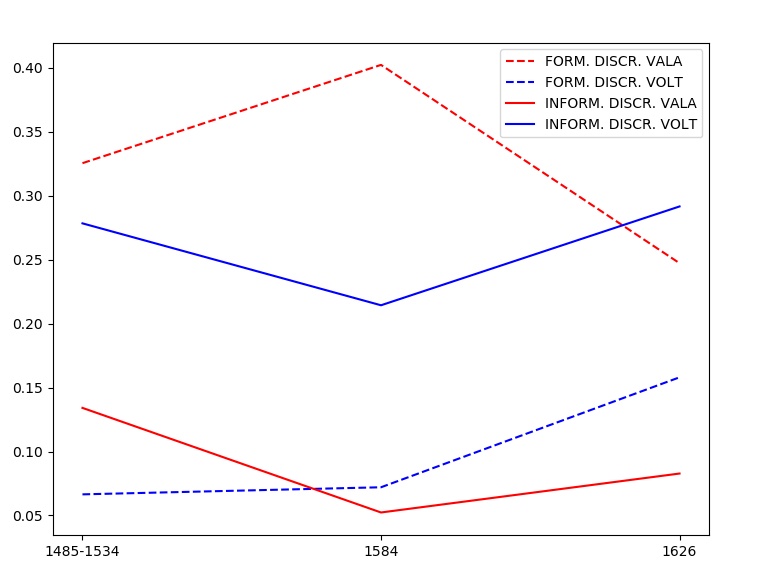 FORM. DISCR. VALA
FORM. DISCR. VOLT
INFORM. DISCR. VALA
INFORM. DISCR. VOLT
0.40
0.35
0.30
0.25
0.20
0.15
0.10
0.05
1485-1534 1584 1626